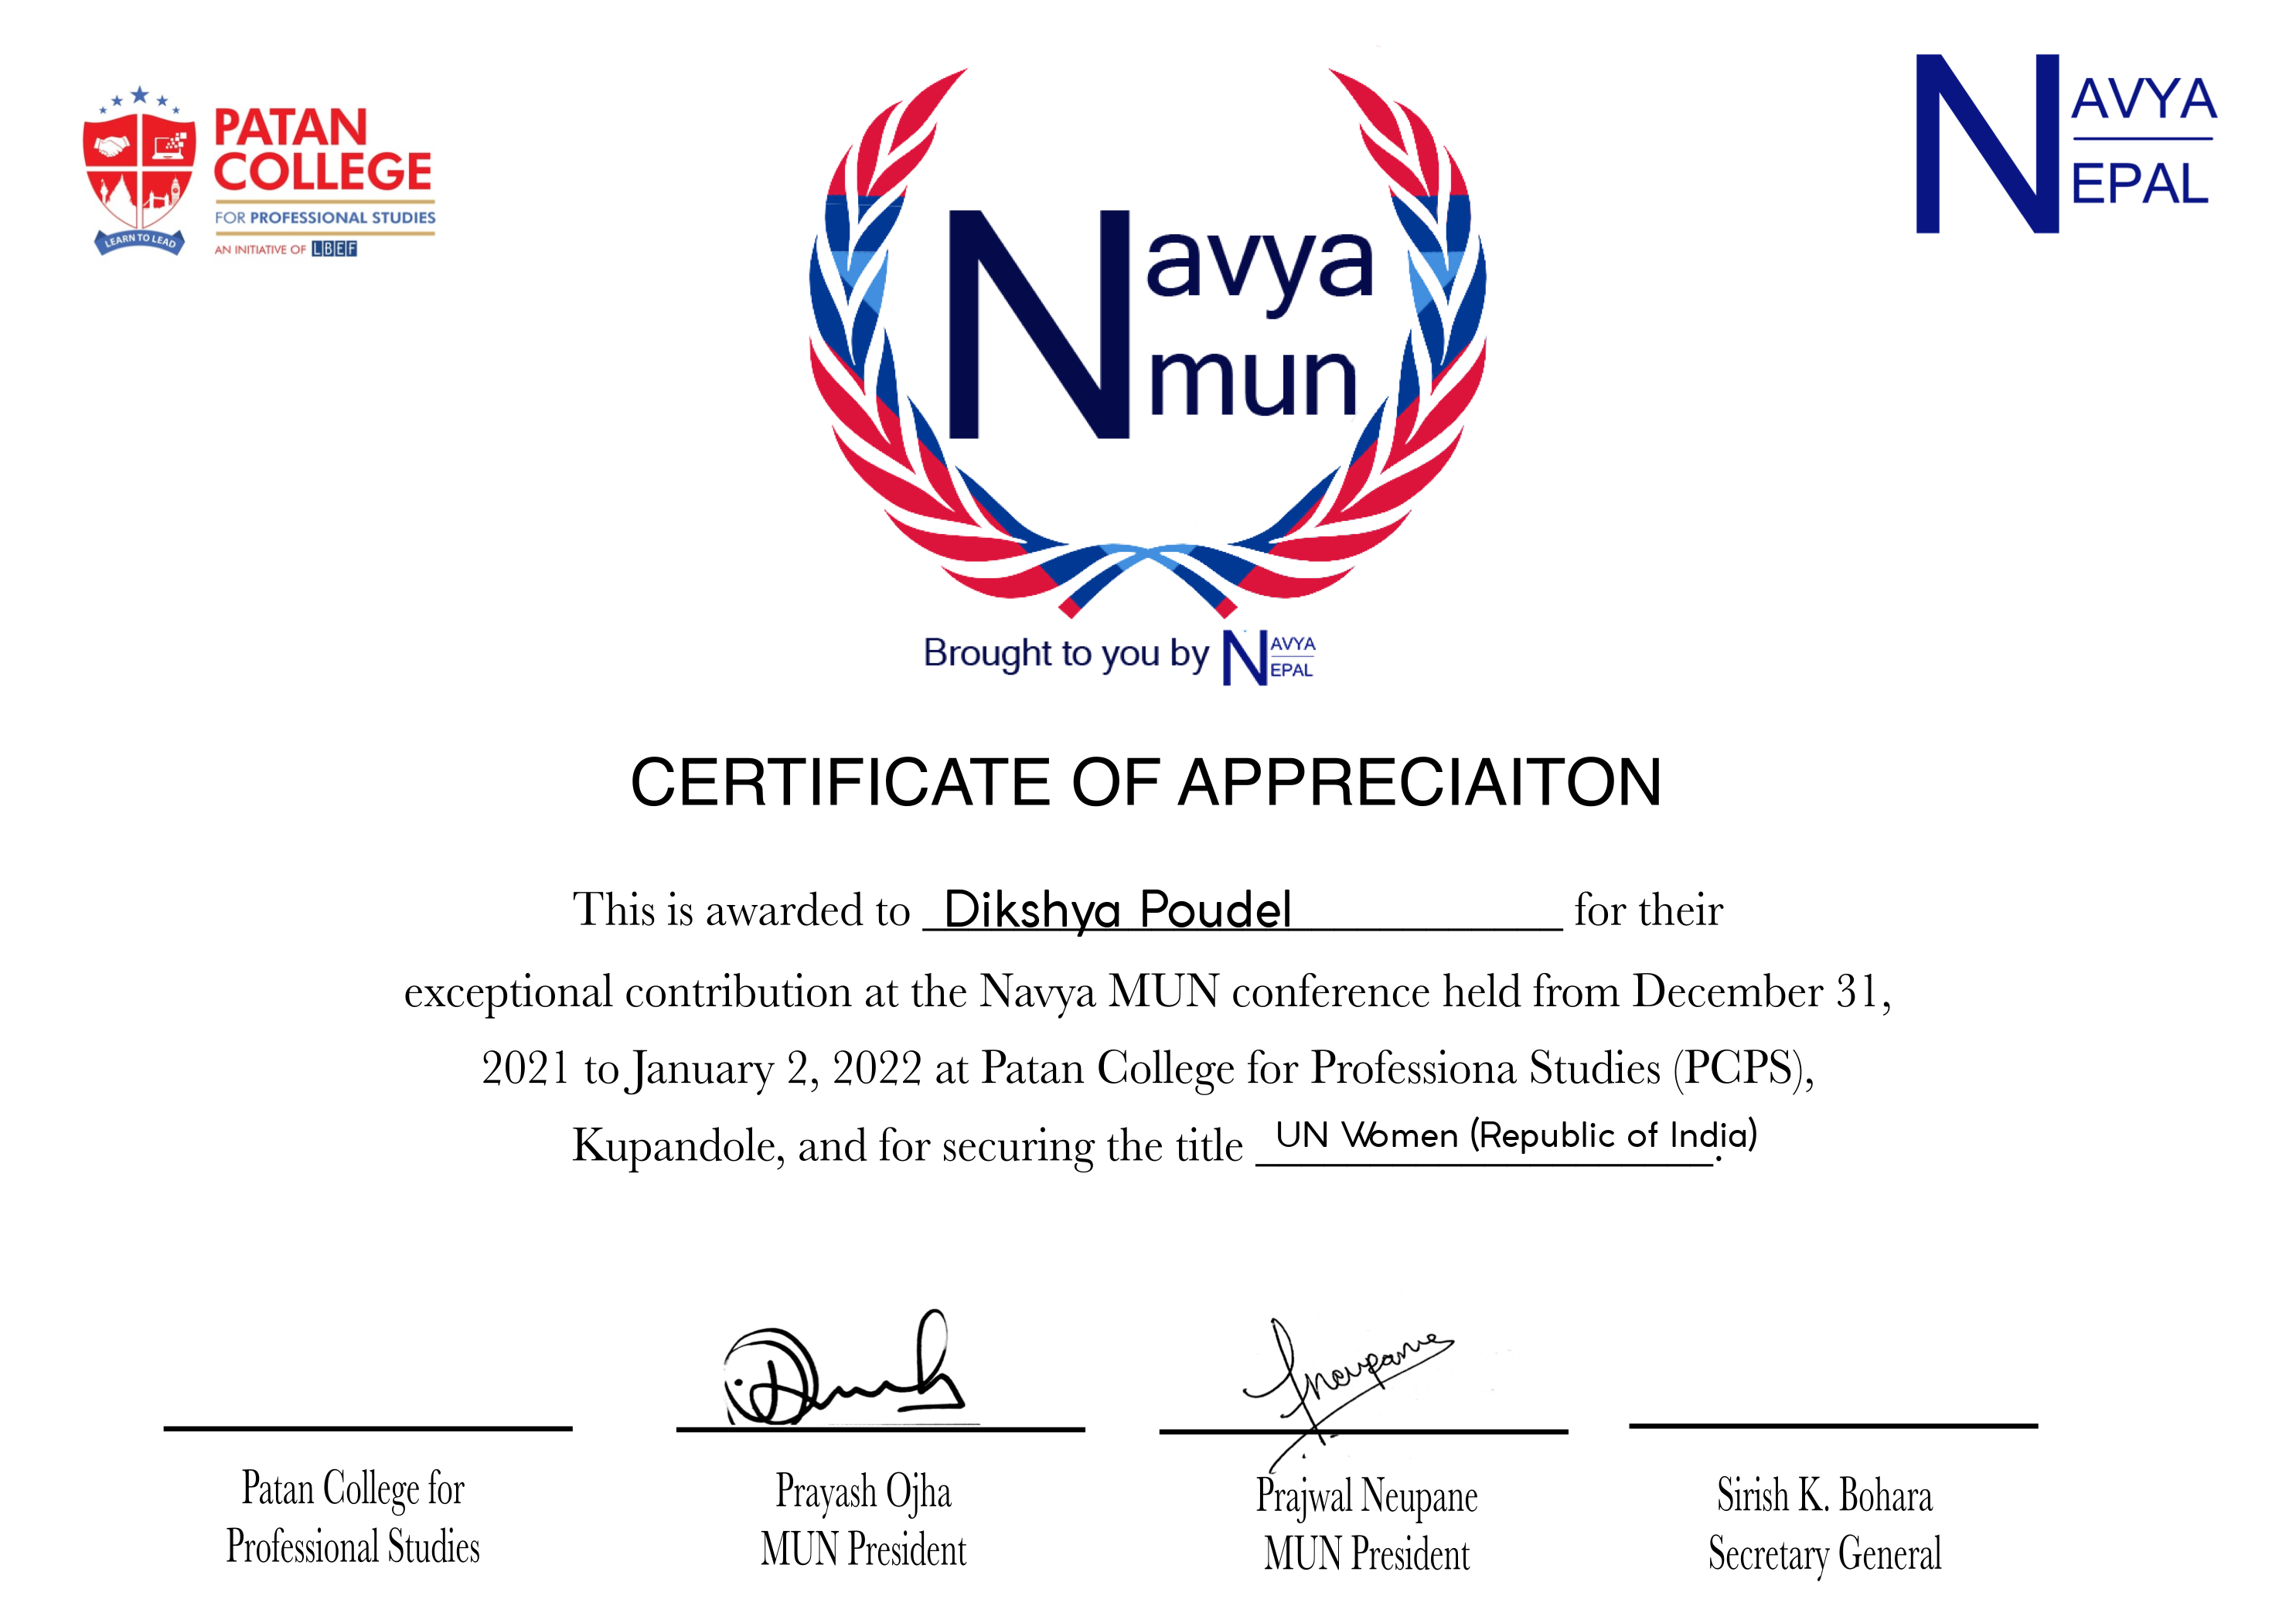 PATAN
COLLEGE
FOR PROFESSIONAL STUDIES
AN INITIATIVE OF LBEF
LEARN TO LEAD
Navya
mun
NAVYA
NEPAL
Brought to you by NAVYA
NEPAL
CERTIFICATE OF APPRECIAITON
This is awarded to Dikshya Poudel for their
exceptional contribution at the Navya MUN conference held from December 31,
2021 to January 2, 2022 at Patan College for Professiona Studies (PCPS),
Kupandole, and for securing the title UN Women (Republic of India).
Patan College for
Professional Studies
Prayash Ojha
MUN President
Prajwal Neupane
MUN President
Sirish K. Bohara
Secretary General